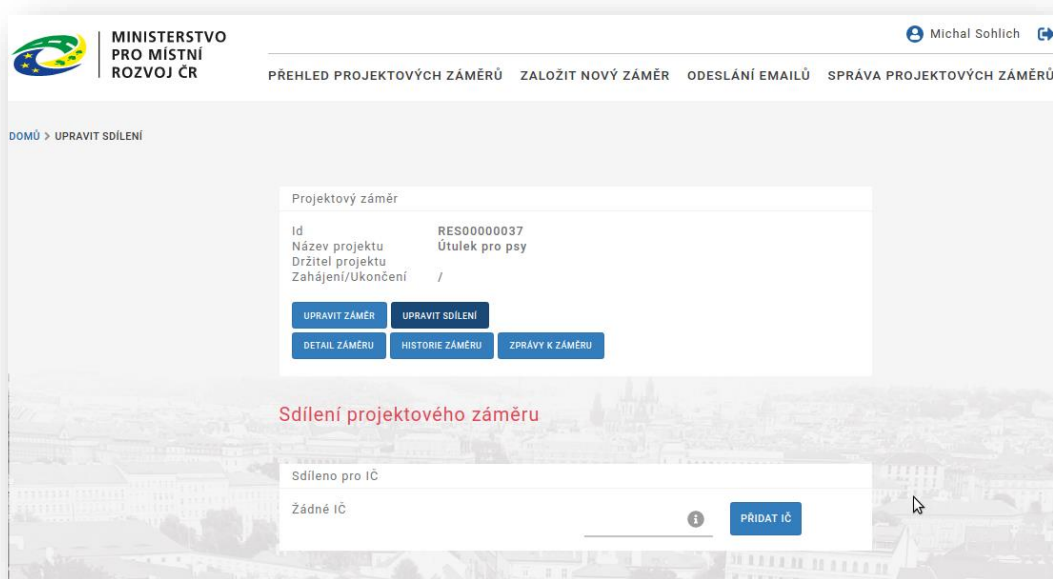 MINISTERSTVO
PRO MÍSTNÍ
ROZVOJ ČR
Michal Sohlich
PŘEHLED PROJEKTOVÝCH ZÁMĚRŮ ZALOŽIT NOVÝ ZÁMĚR ODESLÁNÍ EMAILŮ SPRÁVA PROJEKTOVÝCH ZÁMĚRŮ
DOMŮ > UPRAVIT SDÍLENÍ
Projektový záměr
Id RES00000037
Název projektu Útulek pro psy
Držitel projektu
Zahájení/Ukončení /
UPRAVIT ZÁMĚR UPRAVIT SDÍLENÍ
DETAIL ZÁMĚRU HISTORIE ZÁMĚRU ZPRÁVY K ZÁMĚRU
Sdílení projektového záměru
Sdíleno pro IČ
Žádné IČ PŘIDAT IČ